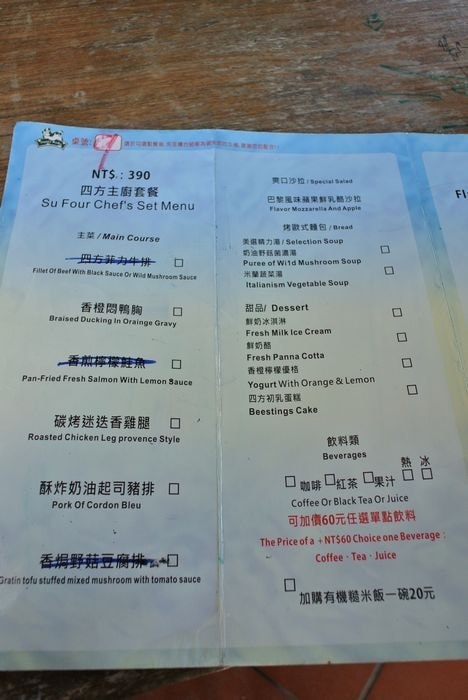 桌號:
NT$.: 390
四方主廚套餐
Su Four Chef's Set Menu
主菜 / Main Course
四方菲力牛排
Fillet Of Beef With Black Sauce Or Wild Mushroom Sauce
香橙悶鴨胸
Braised Ducking In Orainge Gravy
香煎檸檬鮭魚
Pan-Fried Fresh Salmon With Lemon Sauce
碳烤迷迭香雞腿
Roasted Chicken Leg provence Style
酥炸奶油起司豬排
Pork Of Cordon Bleu
香焗野菇豆腐排
Gratin tofu stuffed mixed mushroom with tomato sauce
爽口沙拉 / Special Salad
巴黎風味蘋果鮮乳酪沙拉
Flavor Mozzarella And Apple
烤歐式麵包 / Bread
美選精力湯 / Selection Soup
奶油野菇菌濃湯
Puree of Wi1d Mushroom Soup
米蘭蔬菜湯
Italianism Vegetable Soup
甜品/ Dessert
鮮奶冰淇淋
Fresh Milk Ice Cream
鮮奶酪
Fresh Panna Cotta
香橙檸檬優格
Yogurt With Orange & Lemon
四方初乳蛋糕
Beestings Cake
飲料類
Beverages
熱 冰
咖啡 紅茶 果汁
Coffee Or Black Tea Or Juice
可加價60元任選單點飲料
The Price of a +NT$60 Choice one Beverage:
Coffee · Tea · Juice
加購有機糙米飯一碗20元